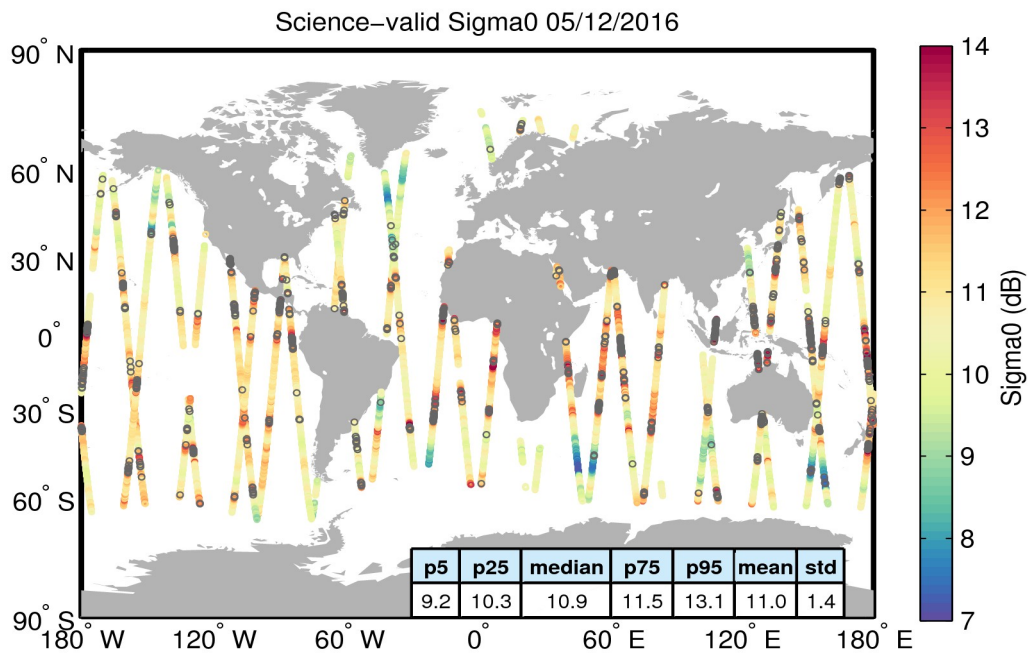 Science−valid Sigma0 05/12/2016
90° N
60° N
30° N
0°
30° S
60° S
90° S
180° W
120° W
60° W
0°
60° E
120° E
180° E
p5 p25 median p75 p95 mean std
9.2 10.3 10.9 11.5 13.1 11.0 1.4
14
13
12
11
10
9
8
7
Sigma0 (dB)